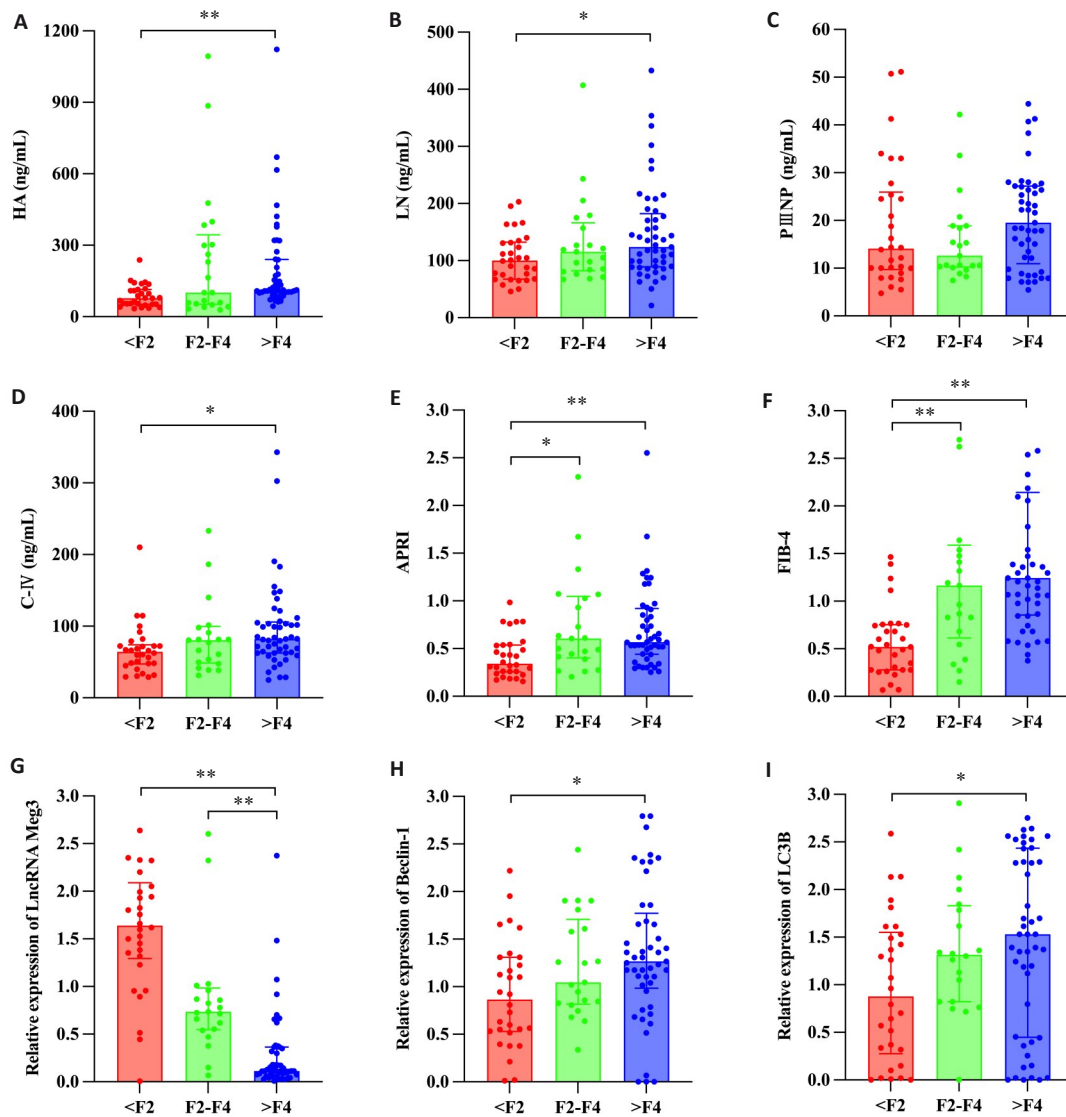 A
HA (ng/mL)
1200
900
600
300
0
**
<F2
F2-F4
>F4
B
LN (ng/mL)
500
400
300
200
100
0
*
<F2
F2-F4
>F4
C
PⅢNP (ng/mL)
60
50
40
30
20
10
0
<F2
F2-F4
>F4
D
C-IV (ng/mL)
400
300
200
100
0
*
<F2
F2-F4
>F4
E
APRI
3.0
2.5
2.0
1.5
1.0
0.5
0.0
**
*
<F2
F2-F4
>F4
F
FIB-4
3.0
2.5
2.0
1.5
1.0
0.5
0.0
**
**
<F2
F2-F4
>F4
G
Relative expression of LncRNA Meg3
3.0
2.5
2.0
1.5
1.0
0.5
0.0
**
**
<F2
F2-F4
>F4
H
Relative expression of Beclin-1
3.0
2.5
2.0
1.5
1.0
0.5
0.0
*
<F2
F2-F4
>F4
I
Relative expression of LC3B
3.0
2.5
2.0
1.5
1.0
0.5
0.0
*
<F2
F2-F4
>F4